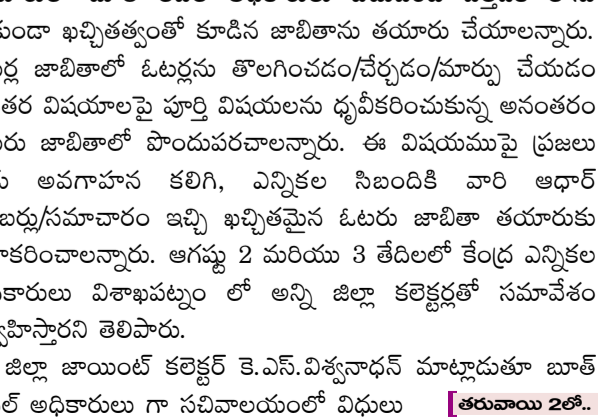 కుండా ఖచ్చితత్వంతో కూడిన జాబితాను తయారు చేయాలన్నారు.
జాబితాలో ఓటర్లను తొలగించడం/చేర్చడం/మార్పు చేయడం
తర విషయాలపై పూర్తి విషయలను ధృవీకరించుకున్న అనంతరం
రు జాబితాలో పొందుపరచాలన్నారు. ఈ విషయముపై ప్రజలు
అవగాహన కలిగి, ఎన్నికల సిబందికి వారి ఆధార్
బర్లు/సమాచారం ఇచ్చి ఖచ్చితమైన ఓటరు జాబితా తయారుకు
కరించాలన్నారు. ఆగష్టు 2 మరియు 3 తేదిలలో కేంద్ర ఎన్నికల
కారులు విశాఖపట్నం లో అన్ని జిల్లా కలెక్టర్లతో సమావేశం
హిస్తారని తెలిపారు.
జిల్లా జాయింట్ కలెక్టర్ కె.ఎస్.విశ్వనాధన్ మాట్లాడుతూ బూత్
ల్ అధికారులు గా సచివాలయంలో విధులు
తరువాయి 2లో..